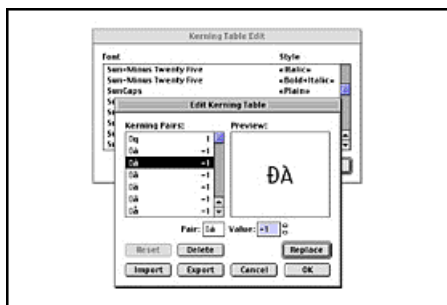 Kerning Table Edit
Font Style
Sun-Minus Twenty Five «Italic»
Sun-Minus Twenty Five «Bold+Italic»
SunCaps «Plain»
Edit Kerning Table
Kerning Pairs: Preview:
ÐÀ
Pair: Value: -1
Reset Delete Replace
Import Export Cancel OK